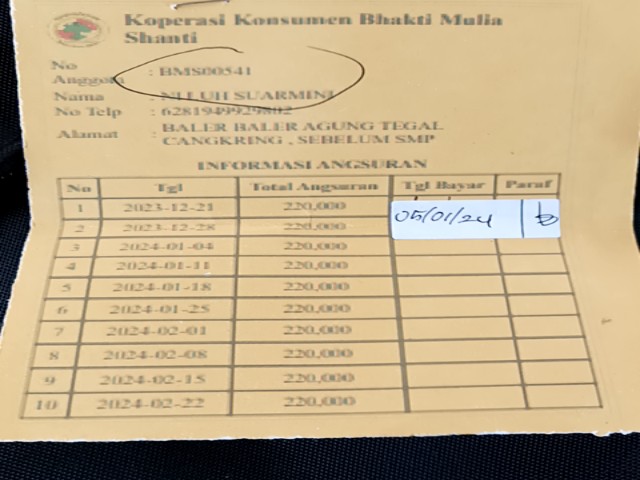 Koperasi Konsumen Bhakti Mulia
Shanti
No
Anggota : BMS00541
Nama : NI LUH SUARMINI
No Telp : 6281949929802
Alamat : BALER BALER AGUNG TEGAL
CANGKRING , SEBELUM SMP
INFORMASI ANGSURAN
No Tgl Total Angsuran Tgl Bayar Paraf
1 2023-12-21 220,000
2 2023-12-28 220,000 05/01/24
3 2024-01-04 220,000
4 2024-01-11 220,000
5 2024-01-18 220,000
6 2024-01-25 220,000
7 2024-02-01 220,000
8 2024-02-08 220,000
9 2024-02-15 220,000
10 2024-02-22 220,000